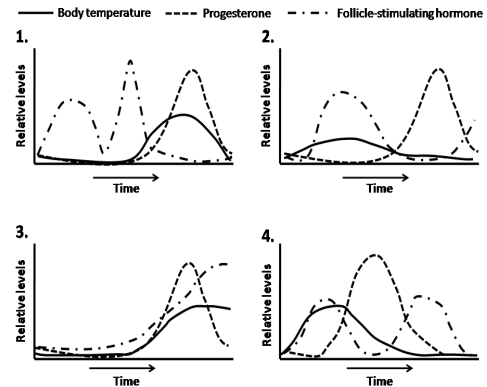 Body temperature Progesterone Follicle-stimulating hormone
1.
Relative levels
Time
2.
Relative levels
Time
3.
Relative levels
Time
4.
Relative levels
Time